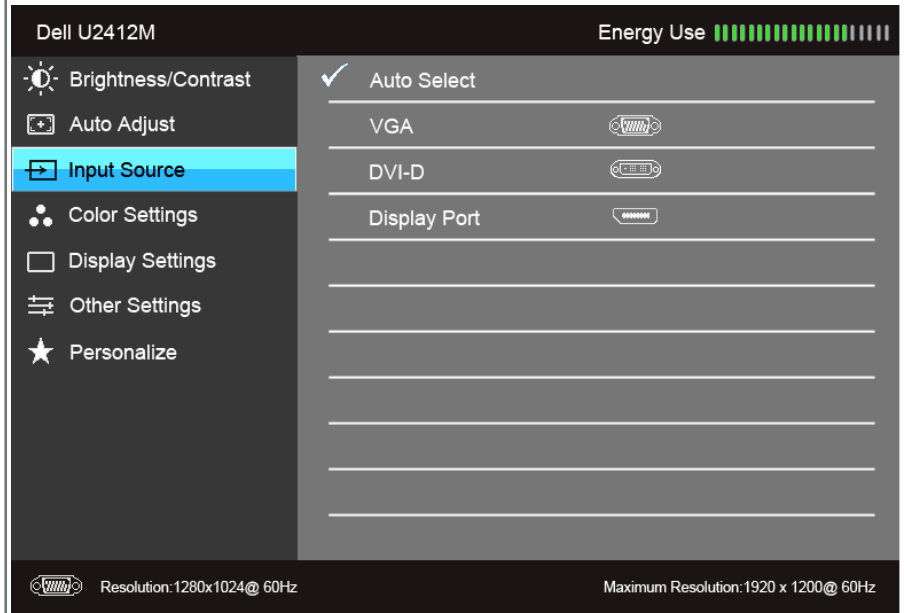 Dell U2412M
Energy Use
Brightness/Contrast
Auto Adjust
Input Source
Color Settings
Display Settings
Other Settings
Personalize
Auto Select
VGA
DVI-D
Display Port
Resolution:1280x1024@ 60Hz
Maximum Resolution:1920 x 1200@ 60Hz